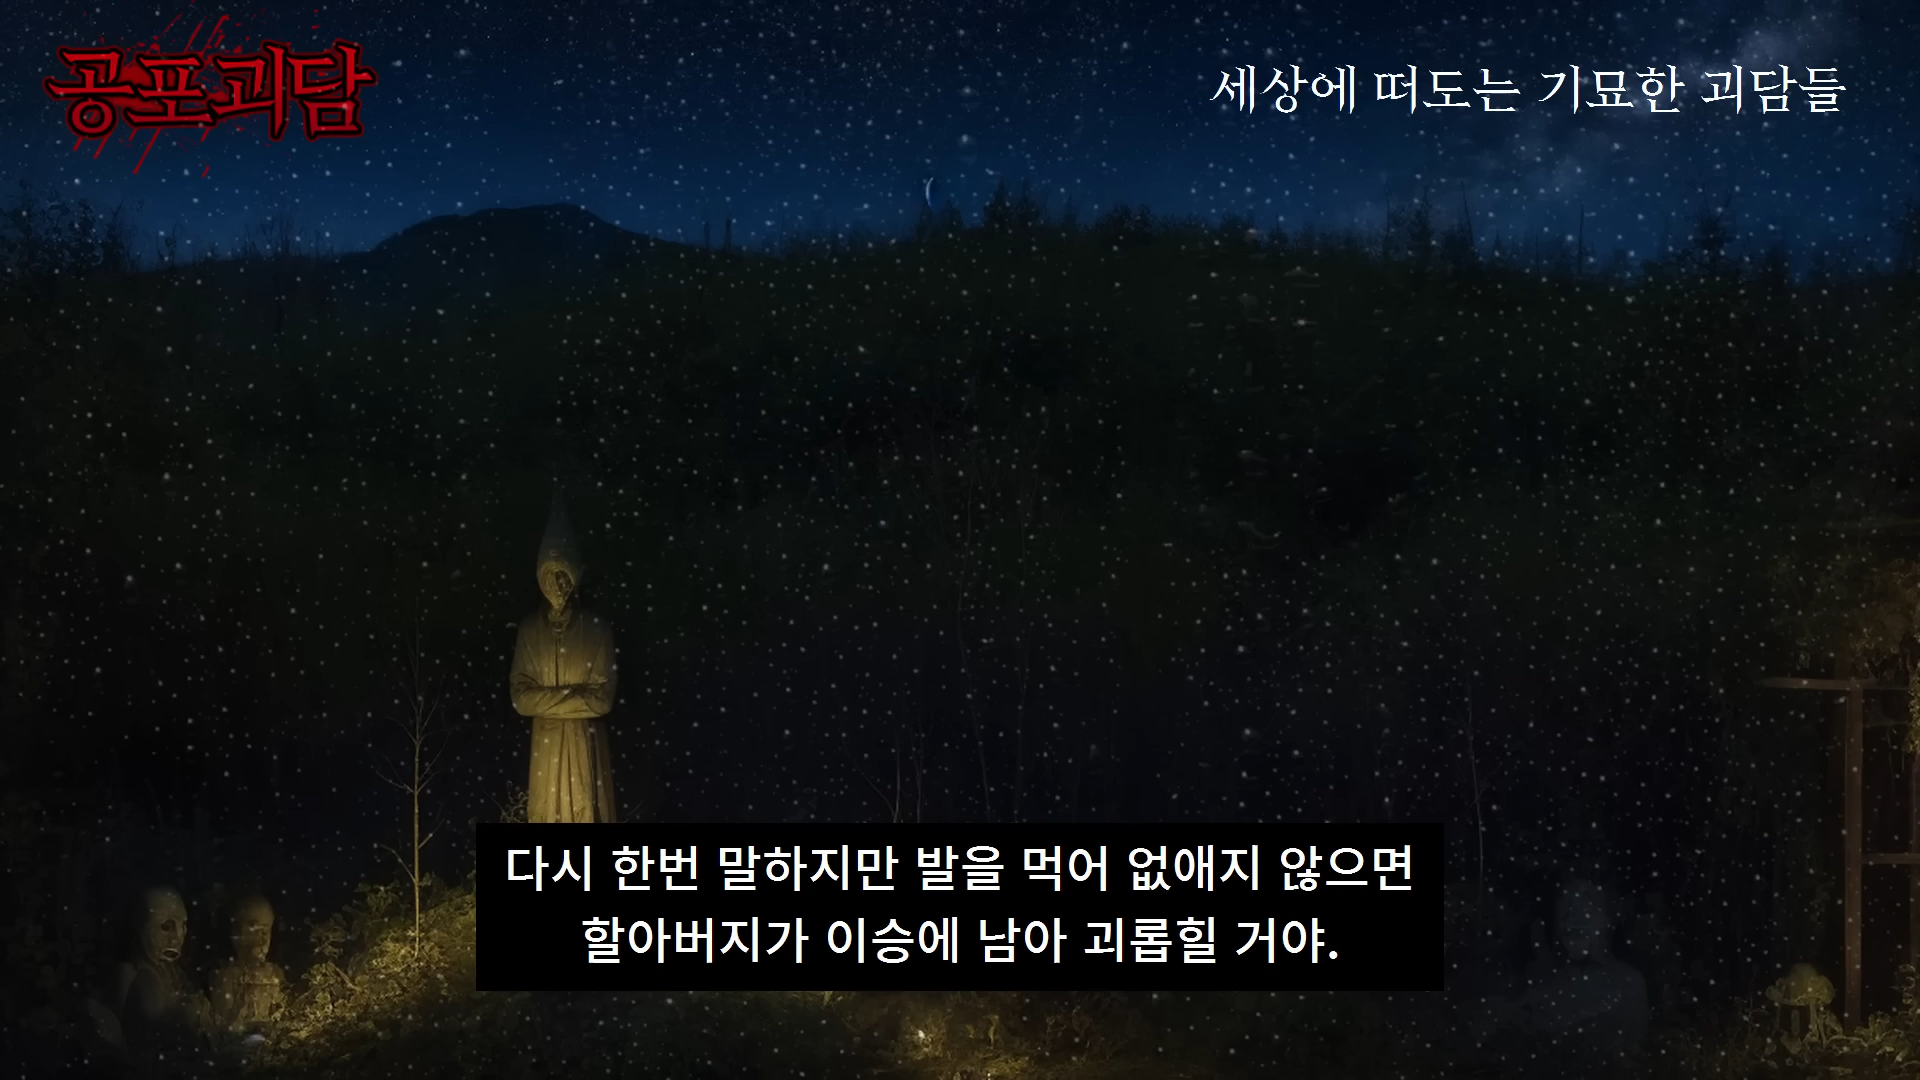 공포괴담
세상에 떠도는 기묘한 괴담들
다시 한번 말하지만 발을 먹어 없애지 않으면
할아버지가 이승에 남아 괴롭힐 거야.